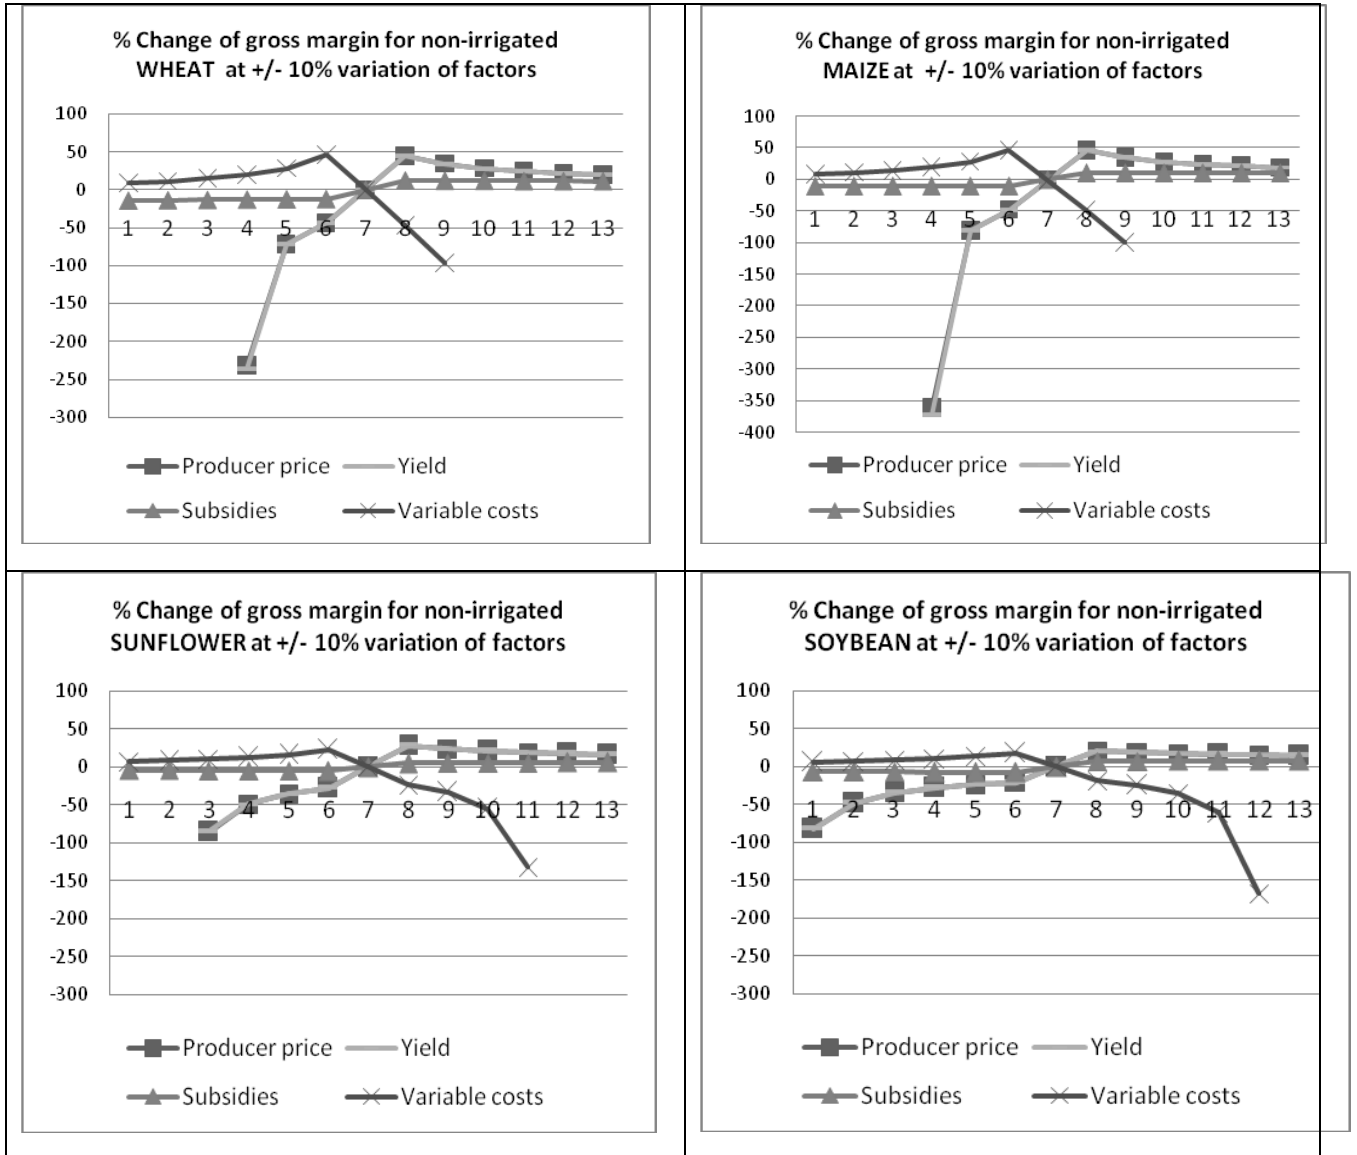 % Change of gross margin for non-irrigated
WHEAT at +/- 10% variation of factors
100
50
0
-50
-100
-150
-200
-250
-300
1 2 3 4 5 6 7 8 9 10 11 12 13
Producer price Yield
Subsidies Variable costs
% Change of gross margin for non-irrigated
MAIZE at +/- 10% variation of factors
100
50
0
-50
-100
-150
-200
-250
-300
-350
-400
1 2 3 4 5 6 7 8 9 10 11 12 13
Producer price Yield
Subsidies Variable costs
% Change of gross margin for non-irrigated
SUNFLOWER at +/- 10% variation of factors
100
50
0
-50
-100
-150
-200
-250
-300
1 2 3 4 5 6 7 8 9 10 11 12 13
Producer price Yield
Subsidies Variable costs
% Change of gross margin for non-irrigated
SOYBEAN at +/- 10% variation of factors
100
50
0
-50
-100
-150
-200
-250
-300
1 2 3 4 5 6 7 8 9 10 11 12 13
Producer price Yield
Subsidies Variable costs